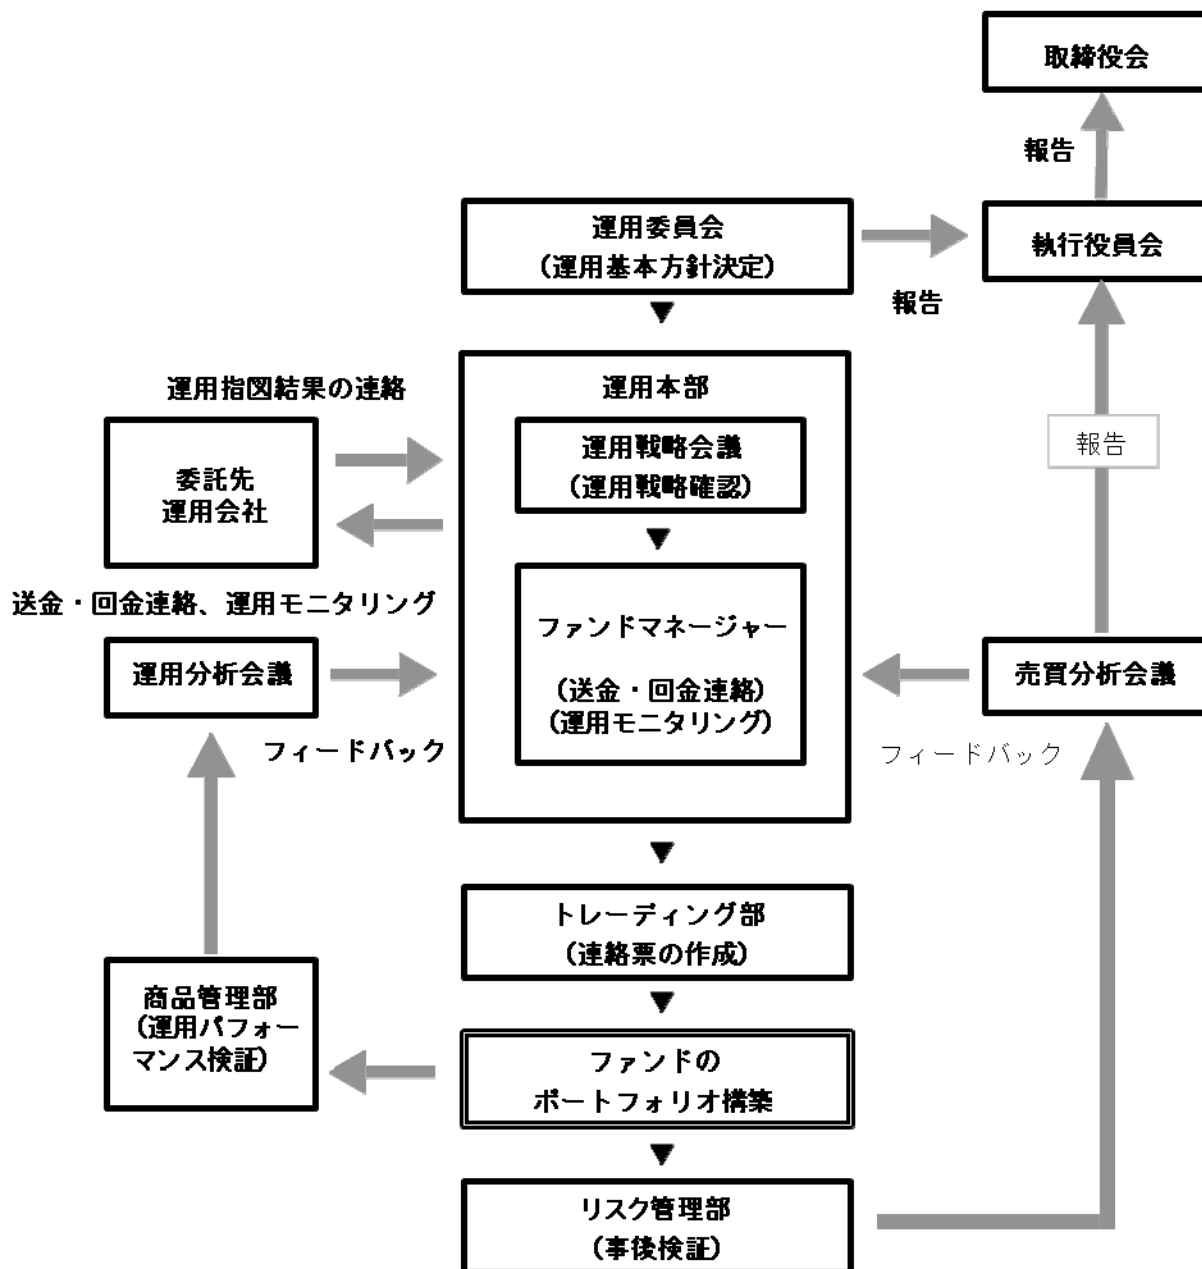 取締役会
報告
運用委員会
(運用基本方針決定)
執行役員会
報告
運用指図結果の連絡
運用本部
運用戦略会議
(運用戦略確認)
報告
委託先
運用会社
送金・回金連絡、運用モニタリング
ファンドマネージャー
(送金・回金連絡)
(運用モニタリング)
運用分析会議
売買分析会議
フィードバック
フィードバック
トレーディング部
(連絡票の作成)
商品管理部
(運用パフォー
マンス検証)
ファンドの
ポートフォリオ構築
リスク管理部
(事後検証)